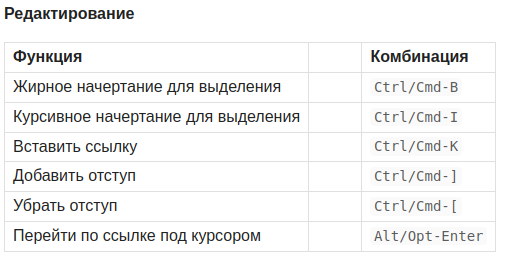 Редактирование
Функция Комбинация
Жирное начертание для выделения Ctrl/Cmd-B
Курсивное начертание для выделения Ctrl/Cmd-I
Вставить ссылку Ctrl/Cmd-K
Добавить отступ Ctrl/Cmd-]
Убрать отступ Ctrl/Cmd-[
Перейти по ссылке под курсором Alt/Opt-Enter